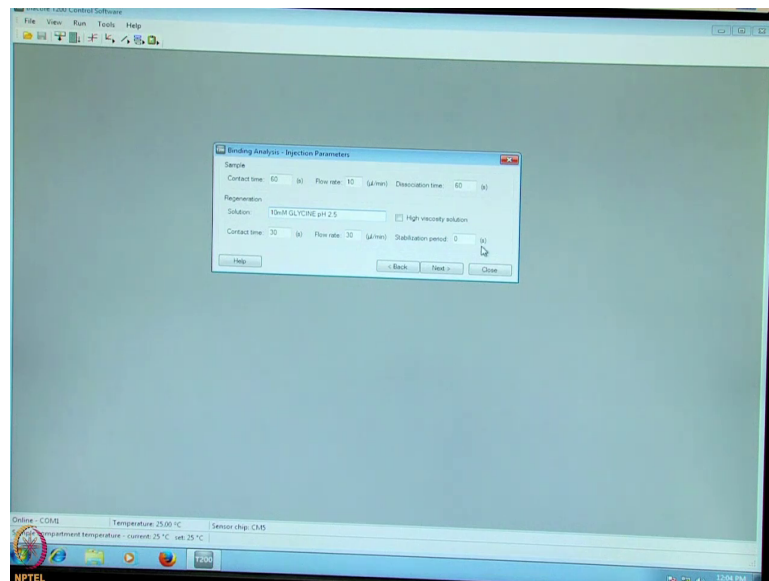 Biacore T200 Control Software
File View Run Tools Help
Binding Analysis - Injection Parameters
Sample
Contact time: 60 (s) Flow rate: 10 (µl/min) Dissociation time: 60 (s)
Regeneration
Solution: 10mM GLYCINE pH 2.5 High viscosity solution
Contact time: 30 (s) Flow rate: 30 (µl/min) Stabilization period: 0 (s)
Help < Back Next > Close
Online - COM1 Temperature: 25.00 °C Sensor chip: CM5
Sample compartment temperature - current: 25 °C set: 25 °C
T200
12:04 PM
NPTEL